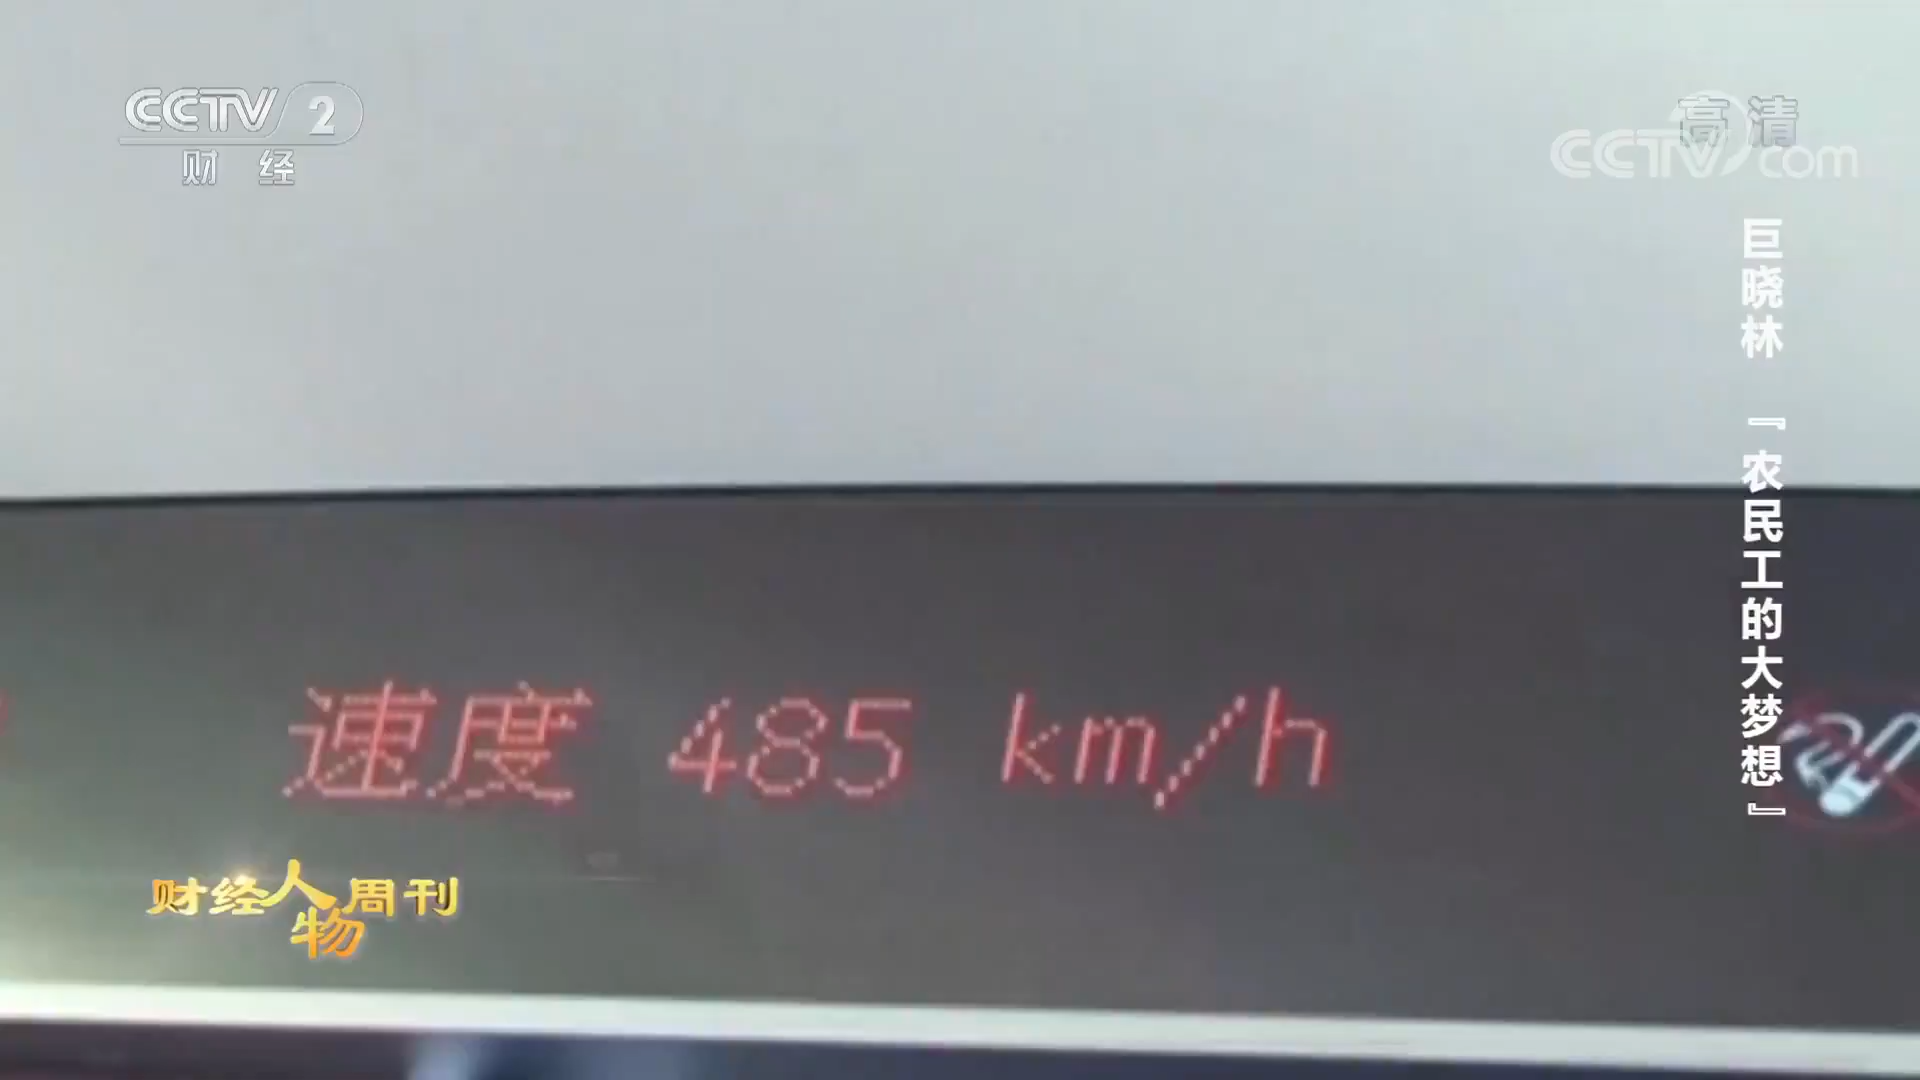 CCTV 2
财 经
高清
CCTV com
巨晓林 『农民工的大梦想』
速度 485 km/h
财经人物周刊